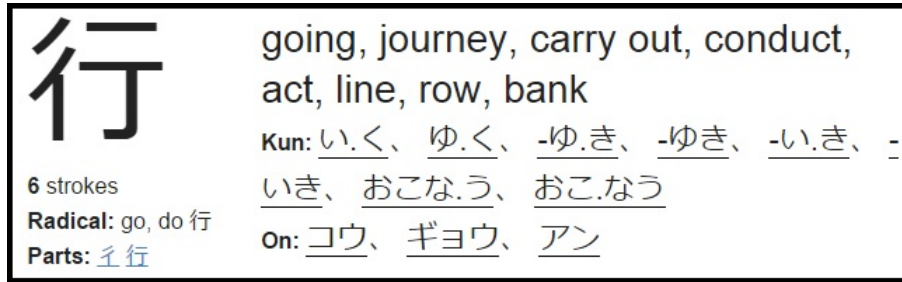 行
6 strokes
Radical: go, do 行
Parts: 彳 行
going, journey, carry out, conduct,
act, line, row, bank
Kun: い.く、 ゆ.く、 -ゆ.き、 -ゆき、 -い.き、 -
いき、 おこな.う、 おこ.なう
On: コウ、 ギョウ、 アン